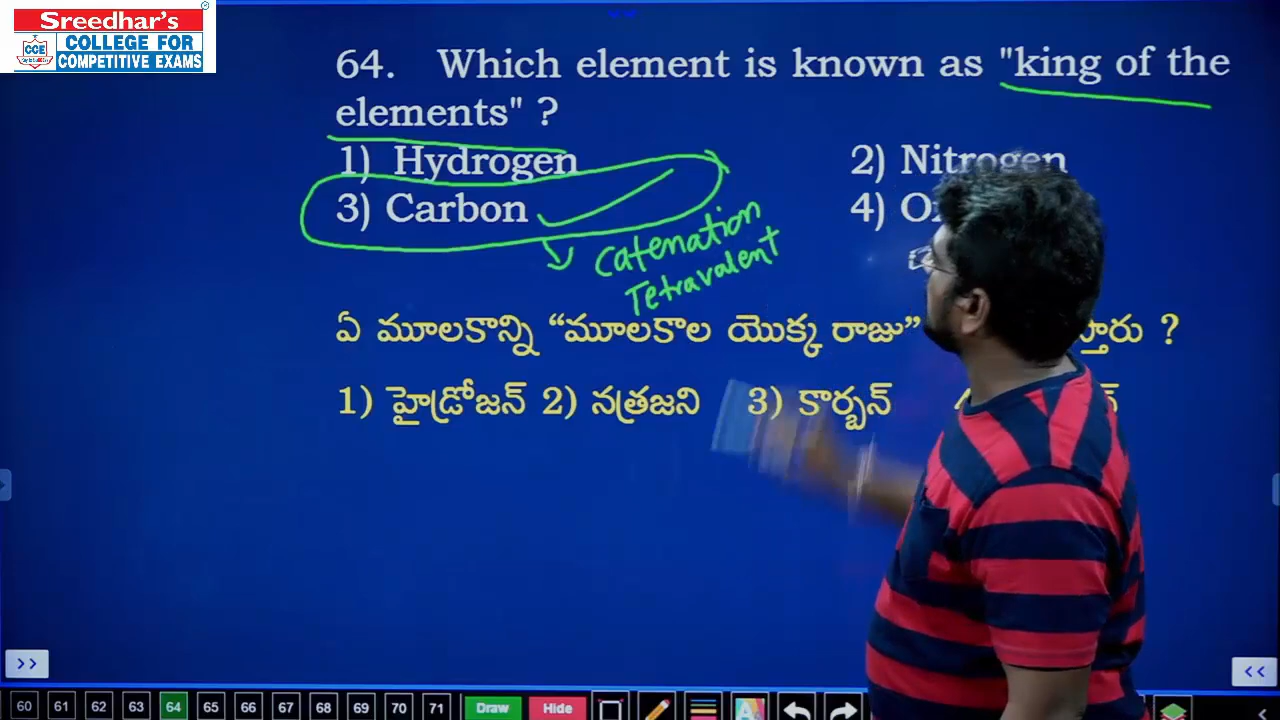 Sreedhar's
CCE
COLLEGE FOR
COMPETITIVE EXAMS
64. Which element is known as "king of the
elements" ?
1) Hydrogen 2) Nitrogen
3) Carbon 4)
Catenation
Tetravalent
ఏ మూలకాన్ని “మూలకాల యొక్క రాజు” ?
1) హైడ్రోజన్ 2) నత్రజని 3) కార్బన్
>> <<
60 61 62 63 64 65 66 67 68 69 70 71 Draw Hide